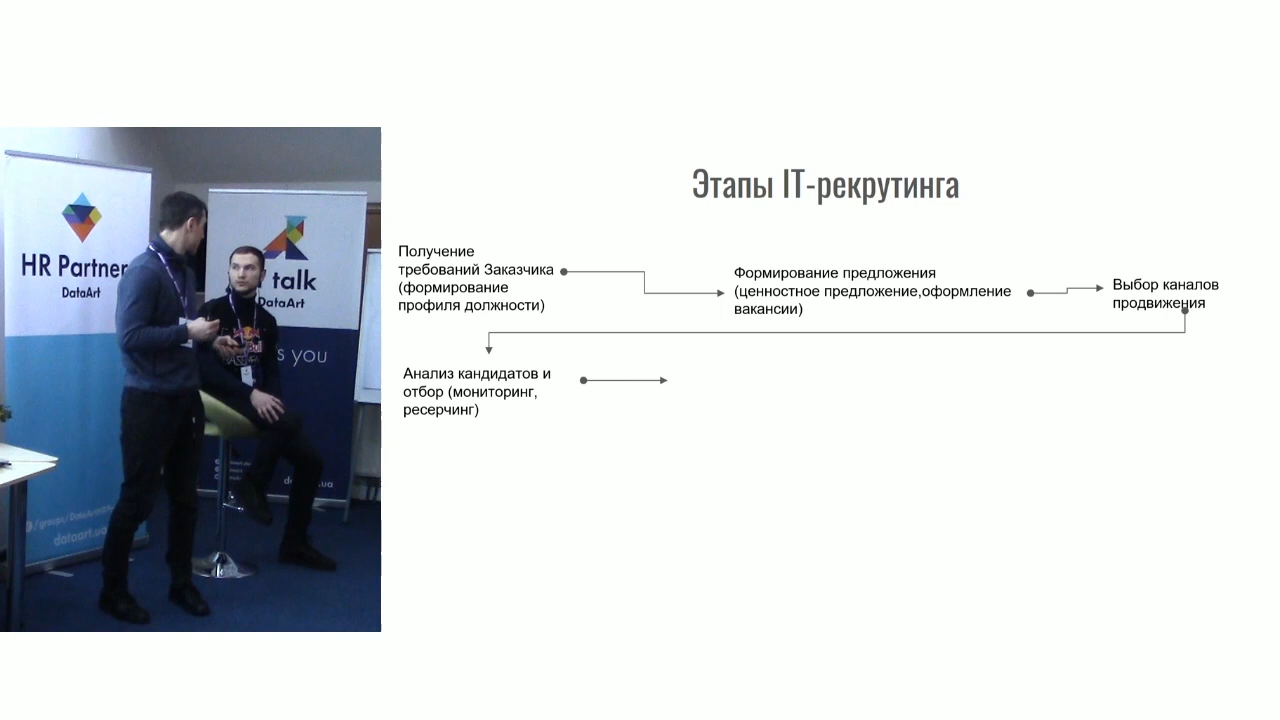 Этапы IT-рекрутинга
Получение
требований Заказчика
(формирование
профиля должности)
Формирование предложения
(ценностное предложение,оформление
вакансии)
Выбор каналов
продвижения
Анализ кандидатов и
отбор (мониторинг,
ресерчинг)
HR Partner
DataArt
talk
DataArt
you
dataart.ua